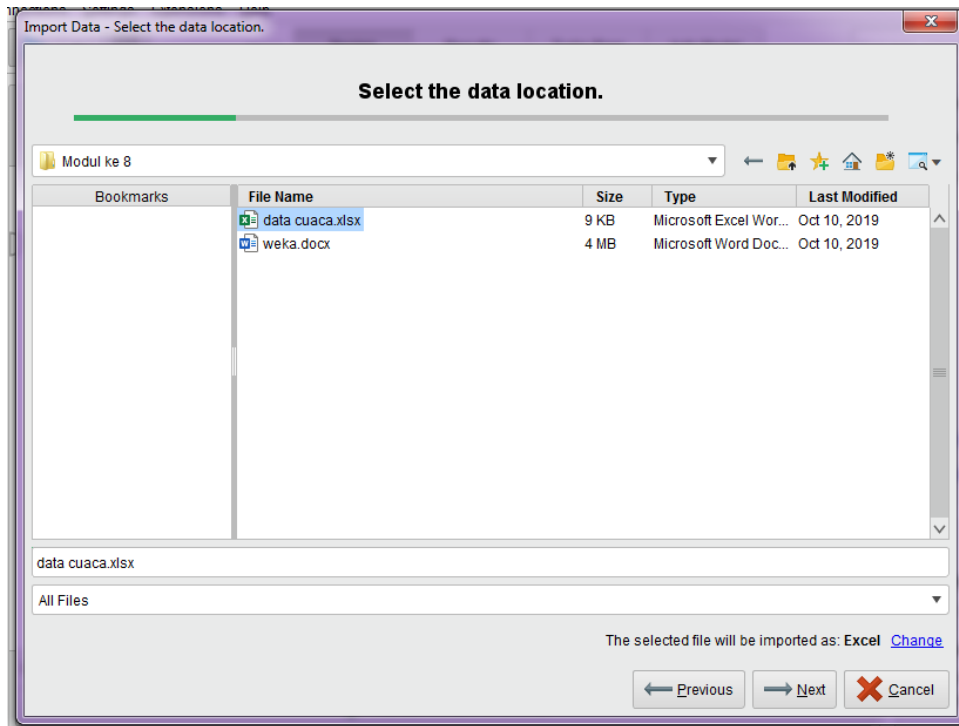 Import Data - Select the data location.
Select the data location.
Modul ke 8
Bookmarks File Name Size Type Last Modified
data cuaca.xlsx 9 KB Microsoft Excel Wor... Oct 10, 2019
weka.docx 4 MB Microsoft Word Doc... Oct 10, 2019
data cuaca.xlsx
All Files
The selected file will be imported as: Excel Change
Previous Next Cancel